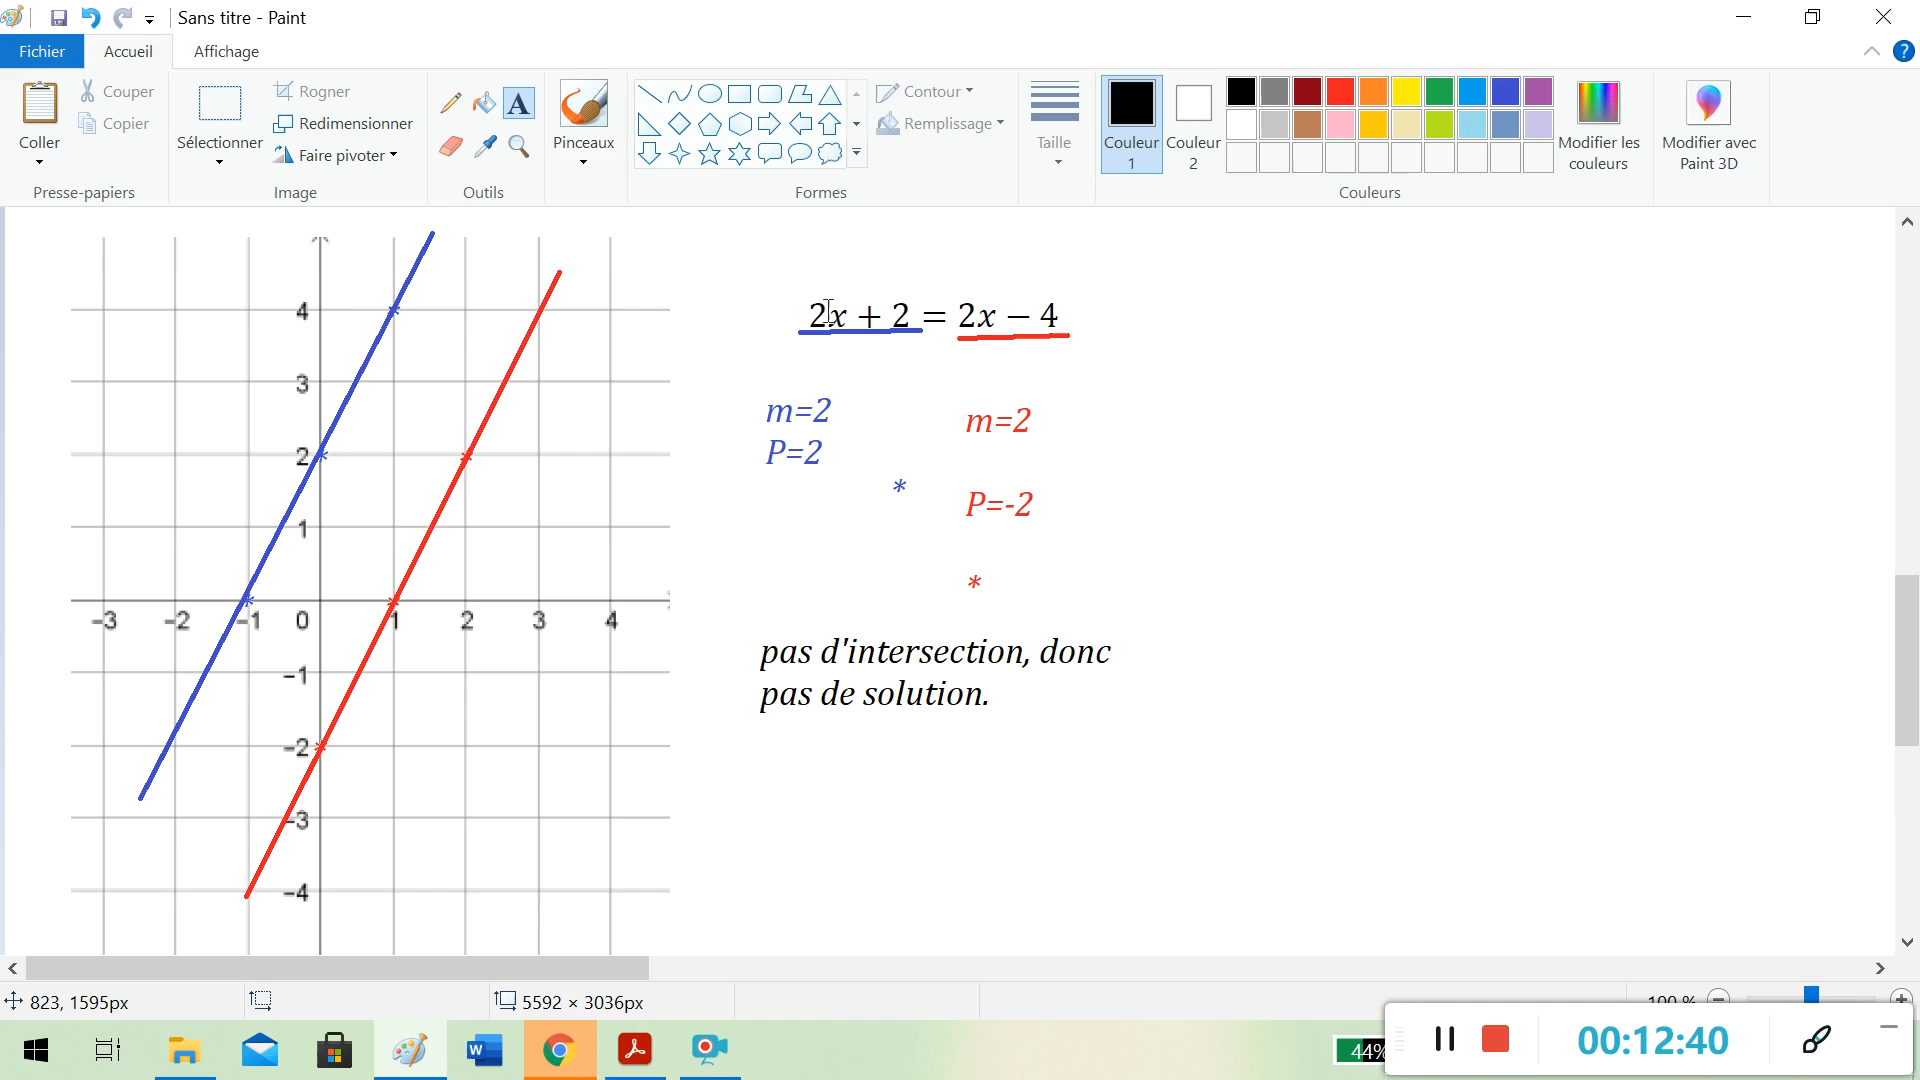 Sans titre - Paint
Fichier Accueil Affichage
Coller
Couper
Copier
Presse-papiers
Sélectionner
Rogner
Redimensionner
Faire pivoter
Image
A
Outils
Pinceaux
Formes
Contour
Remplissage
Taille
Couleur 1
Couleur 2
Couleurs
Modifier les couleurs
Modifier avec Paint 3D
?
4
3
2
1
-3 -2 -1 0 1 2 3 4
-1
-2
-3
-4
2x + 2 = 2x − 4
m=2
P=2
*
m=2
P=-2
*
pas d'intersection, donc
pas de solution.
823, 1595px
5592 × 3036px
100 %
44%
00:12:40